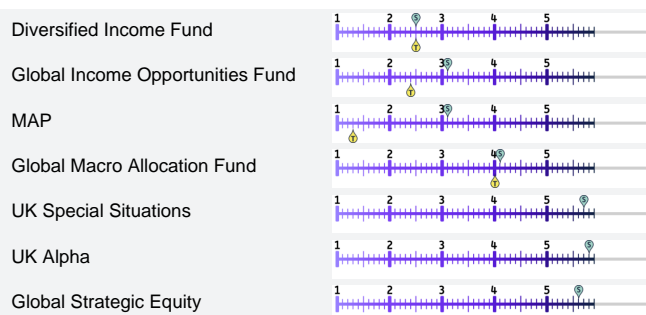 1 2 3 4 5
Diversified Income Fund
S
T
1 2 3 4 5
Global Income Opportunities Fund
S
T
1 2 3 4 5
MAP
S
T
1 2 3 4 5
Global Macro Allocation Fund
S
T
1 2 3 4 5
UK Special Situations
S
1 2 3 4 5
UK Alpha
S
1 2 3 4 5
Global Strategic Equity
S